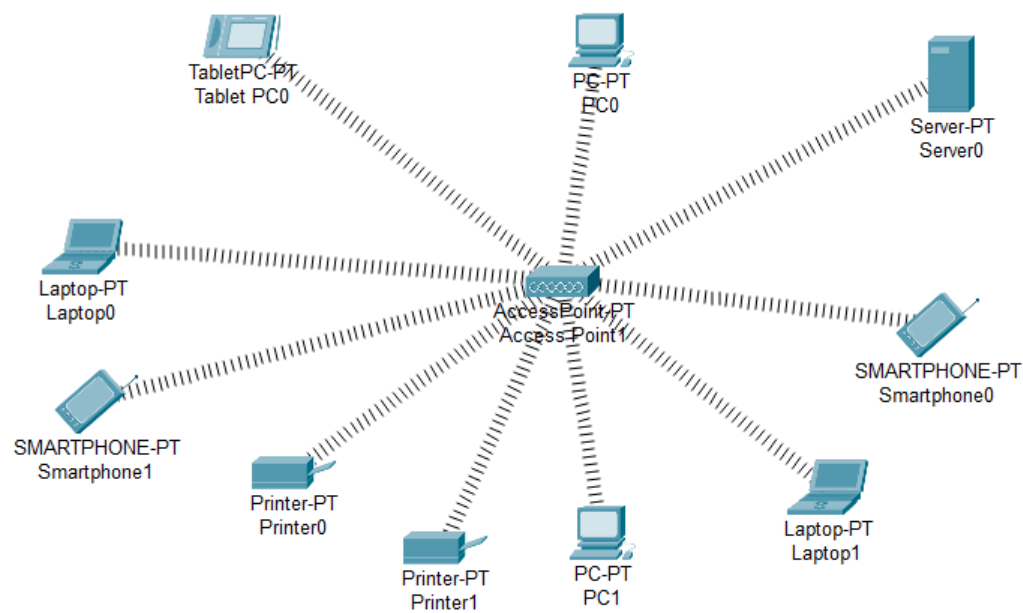 TabletPC-PT
Tablet PC0
PC-PT
PC0
Server-PT
Server0
Laptop-PT
Laptop0
AccessPoint-PT
Access Point1
SMARTPHONE-PT
Smartphone0
SMARTPHONE-PT
Smartphone1
Printer-PT
Printer0
Printer-PT
Printer1
PC-PT
PC1
Laptop-PT
Laptop1